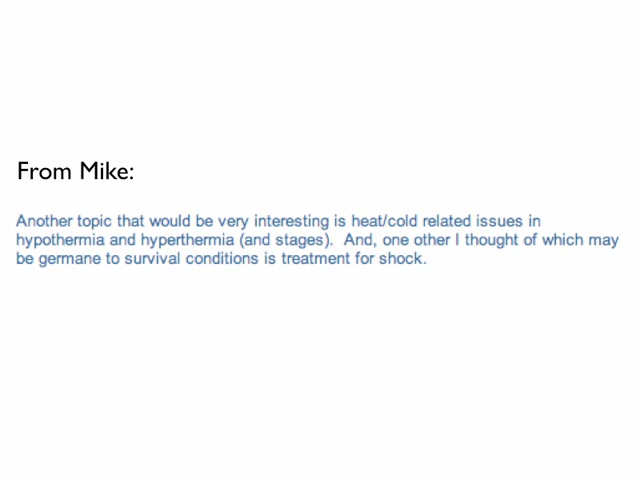 From Mike:
Another topic that would be very interesting is heat/cold related issues in
hypothermia and hyperthermia (and stages).  And, one other I thought of which may
be germane to survival conditions is treatment for shock.